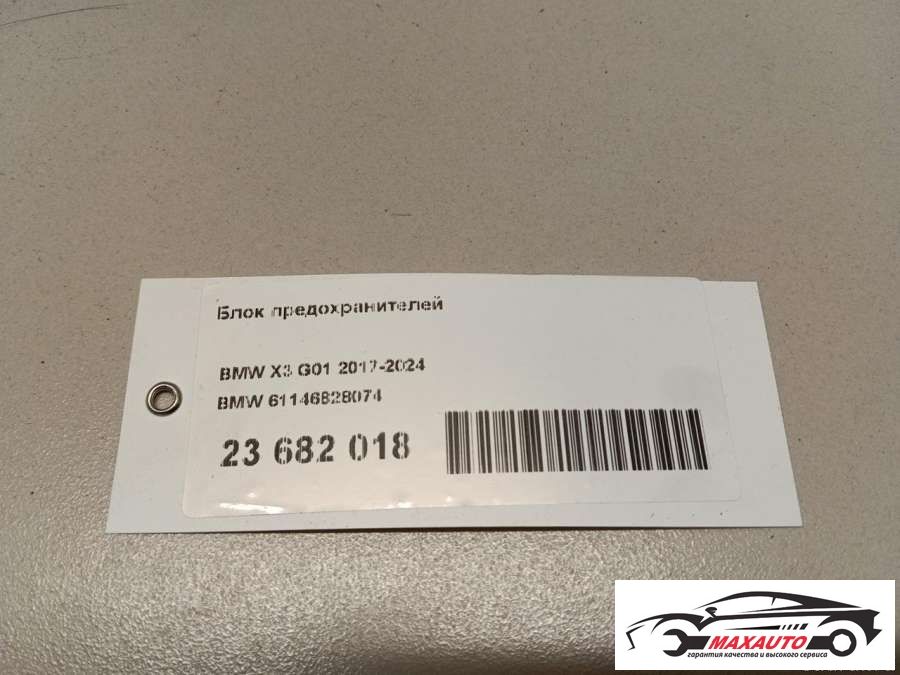 Блок предохранителей
BMW X3 G01 2017-2024
BMW 61146828074
23 682 018
MAXAUTO
гарантия качества и высокого сервиса